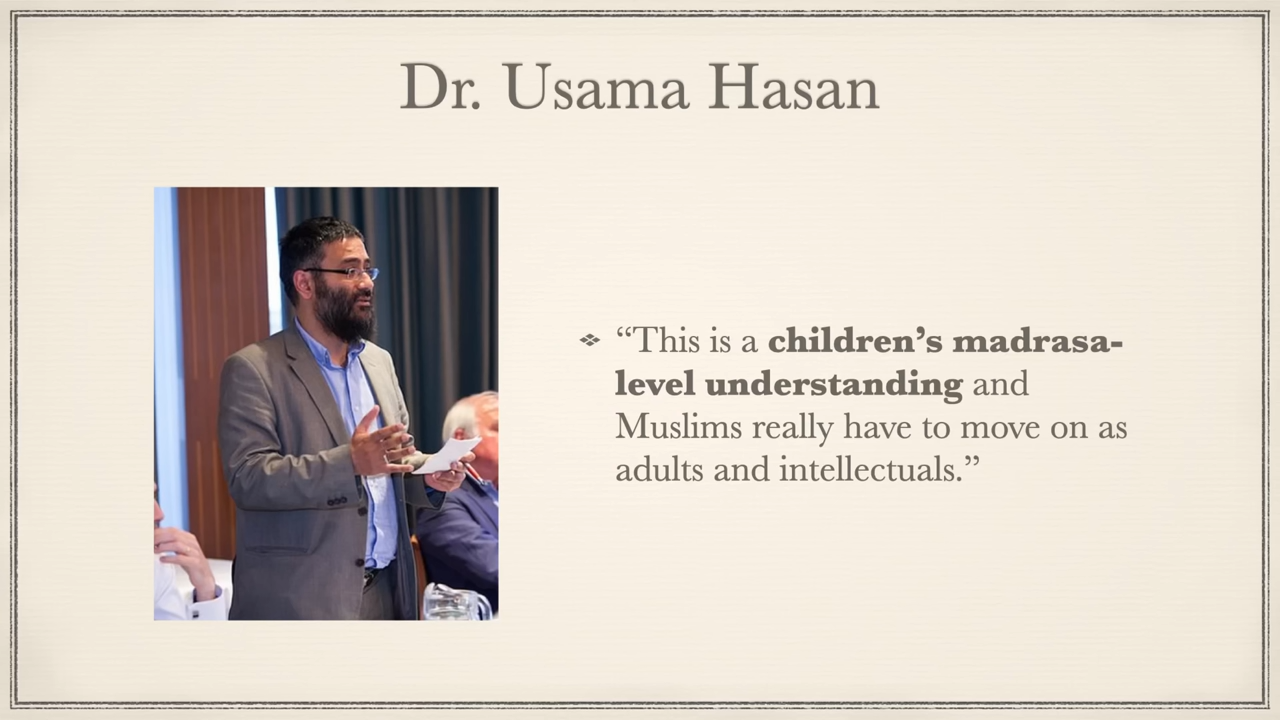 Dr. Usama Hasan
“This is a children’s madrasa-
level understanding and
Muslims really have to move on as
adults and intellectuals.”